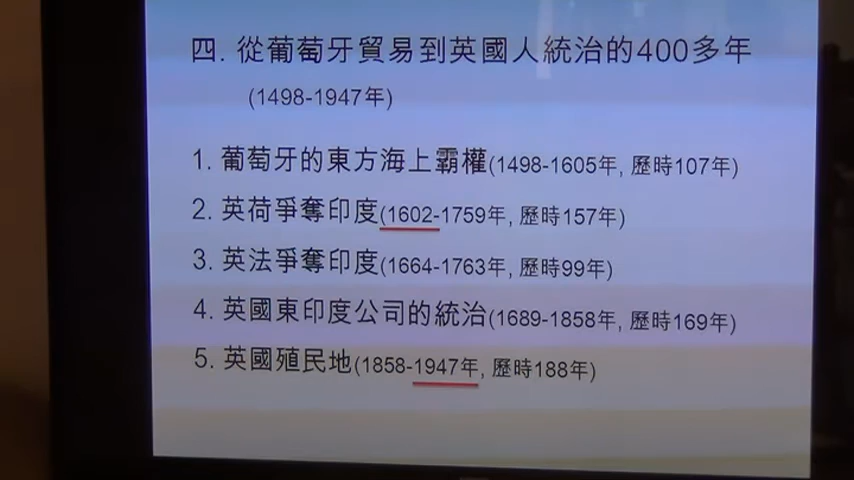 四. 從葡萄牙貿易到英國人統治的400多年
(1498-1947年)
1. 葡萄牙的東方海上霸權(1498-1605年, 歷時107年)
2. 英荷爭奪印度(1602-1759年, 歷時157年)
3. 英法爭奪印度(1664-1763年, 歷時99年)
4. 英國東印度公司的統治(1689-1858年, 歷時169年)
5. 英國殖民地(1858-1947年, 歷時188年)